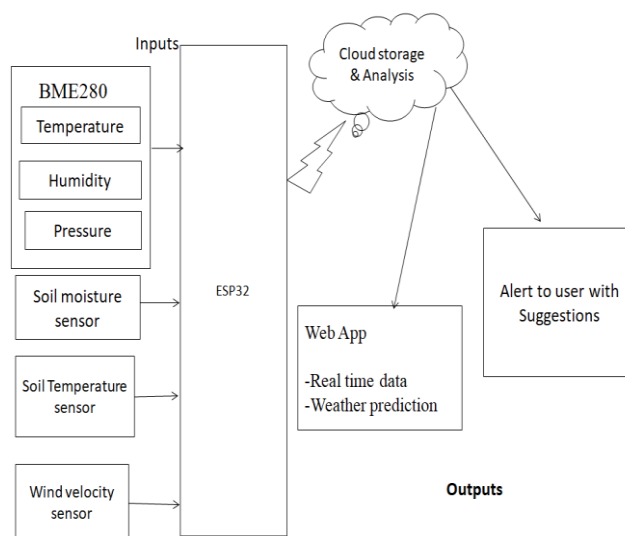 Inputs
BME280
Temperature
Humidity
Pressure
Soil moisture
sensor
Soil Temperature
sensor
Wind velocity
sensor
ESP32
Cloud storage
& Analysis
Web App
-Real time data
-Weather prediction
Alert to user with
Suggestions
Outputs